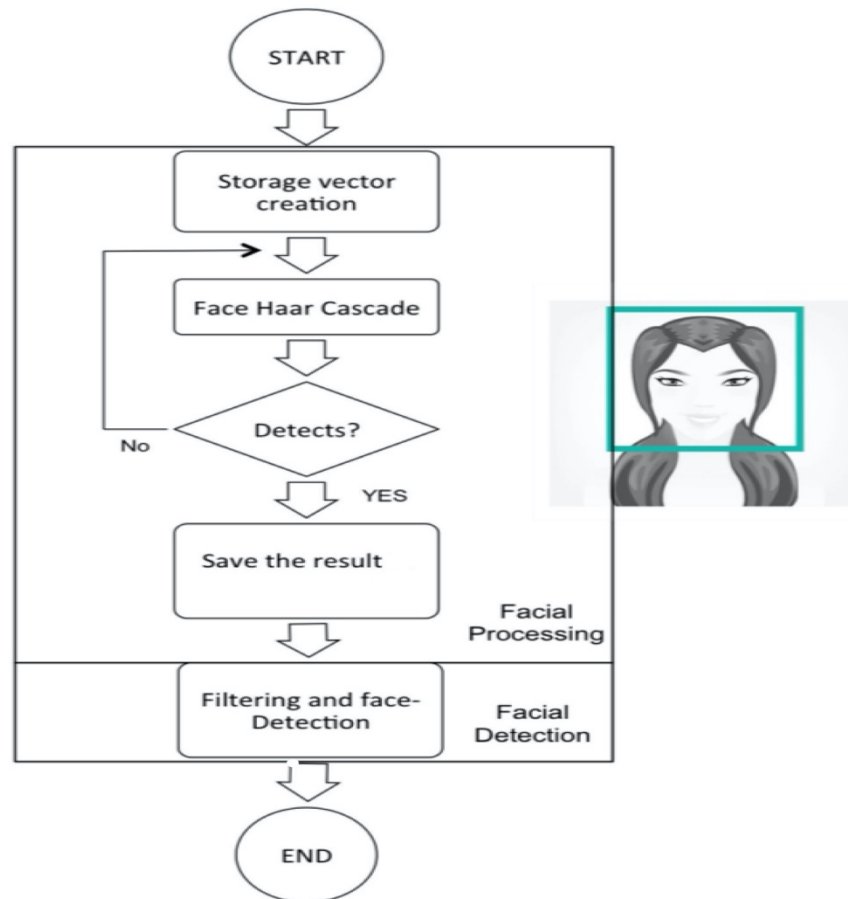 START
Storage vector
creation
Face Haar Cascade
Detects?
No
YES
Save the result
Facial
Processing
Filtering and face-
Detection
Facial
Detection
END